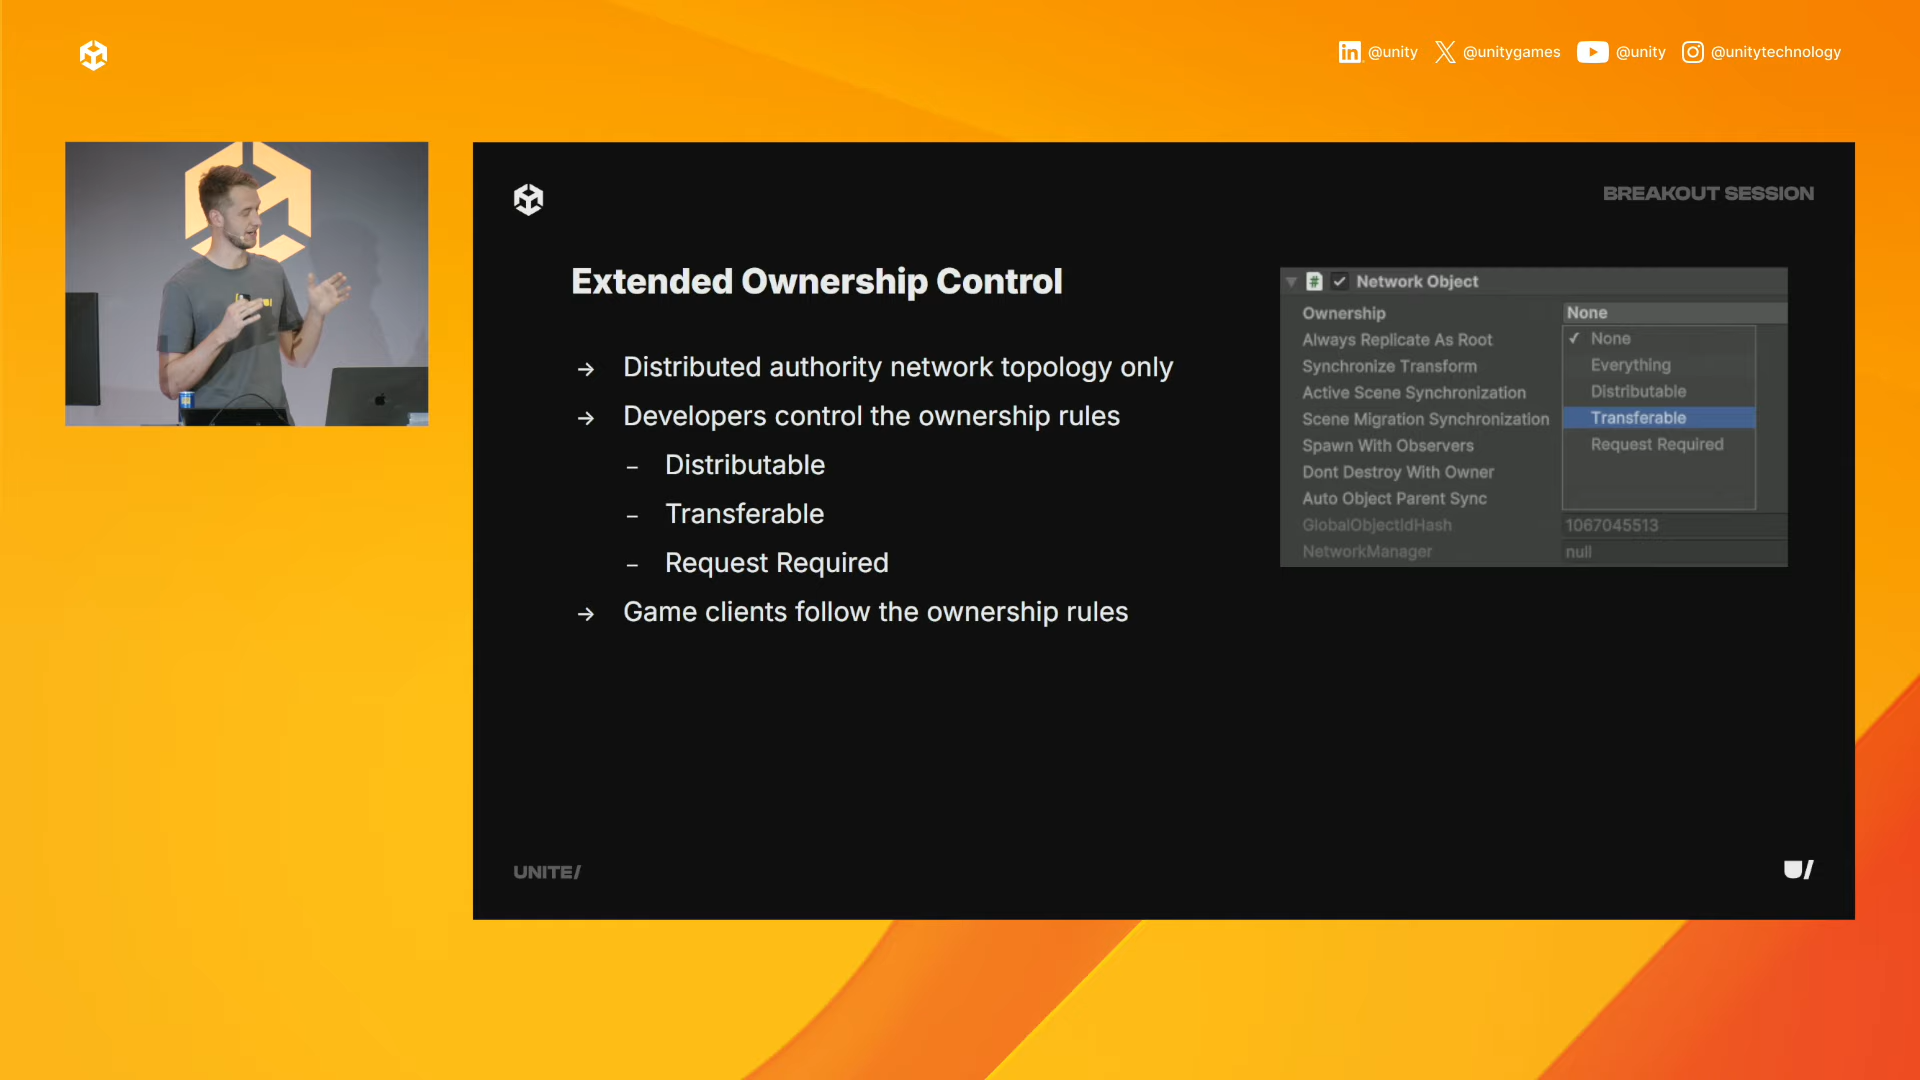 @unity
@unitygames
@unity
@unitytechnology
BREAKOUT SESSION
Extended Ownership Control
→ Distributed authority network topology only
→ Developers control the ownership rules
– Distributable
– Transferable
– Request Required
→ Game clients follow the ownership rules
# ✓ Network Object
Ownership None
Always Replicate As Root
Synchronize Transform
Active Scene Synchronization
Scene Migration Synchronization
Spawn With Observers
Dont Destroy With Owner
Auto Object Parent Sync
✓ None
Everything
Distributable
Transferable
Request Required
GlobalObjectIdHash 1067045513
NetworkManager null
UNITE/
U/